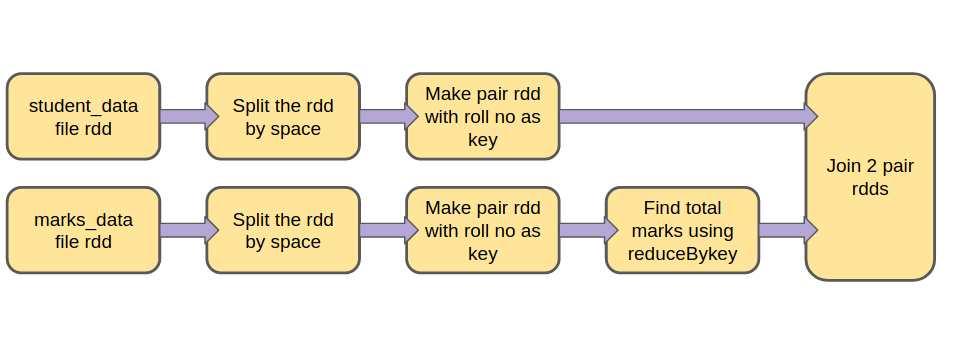 student_data
file rdd
Split the rdd
by space
Make pair rdd
with roll no as
key
Join 2 pair
rdds
marks_data
file rdd
Split the rdd
by space
Make pair rdd
with roll no as
key
Find total
marks using
reduceBykey